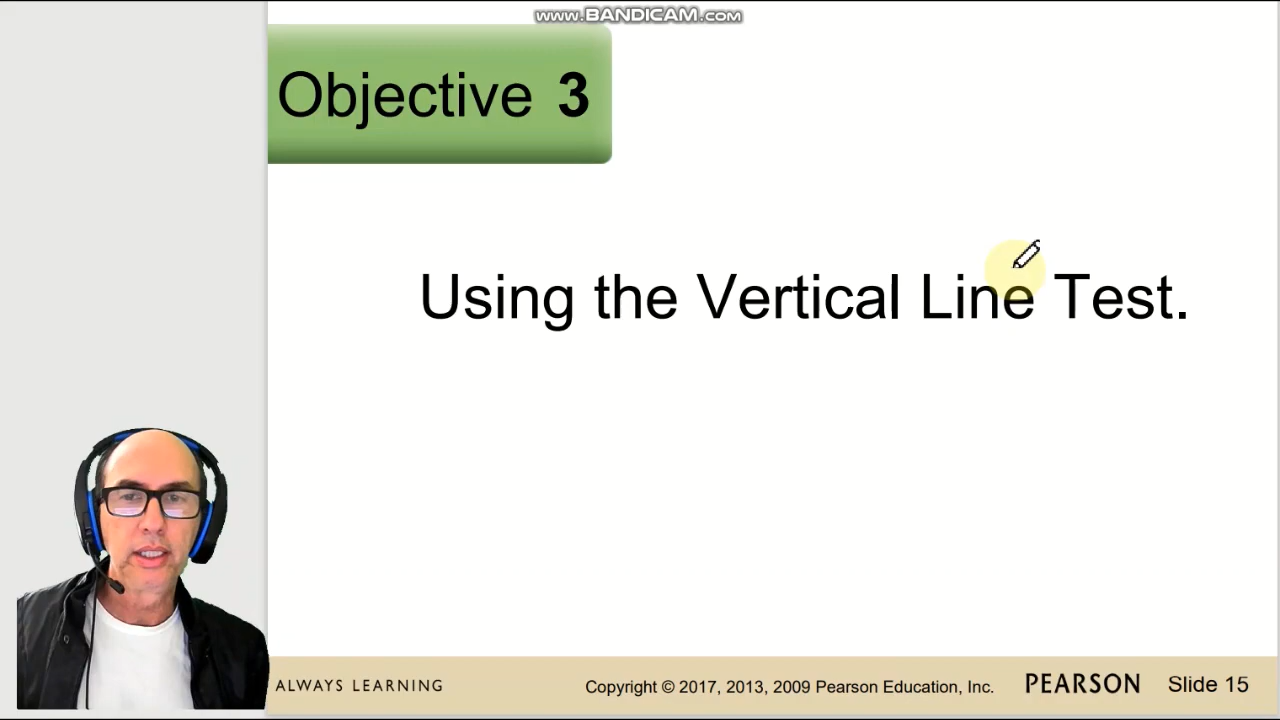 www.BANDICAM.com
Objective 3
Using the Vertical Line Test.
ALWAYS LEARNING
Copyright © 2017, 2013, 2009 Pearson Education, Inc.
PEARSON
Slide 15